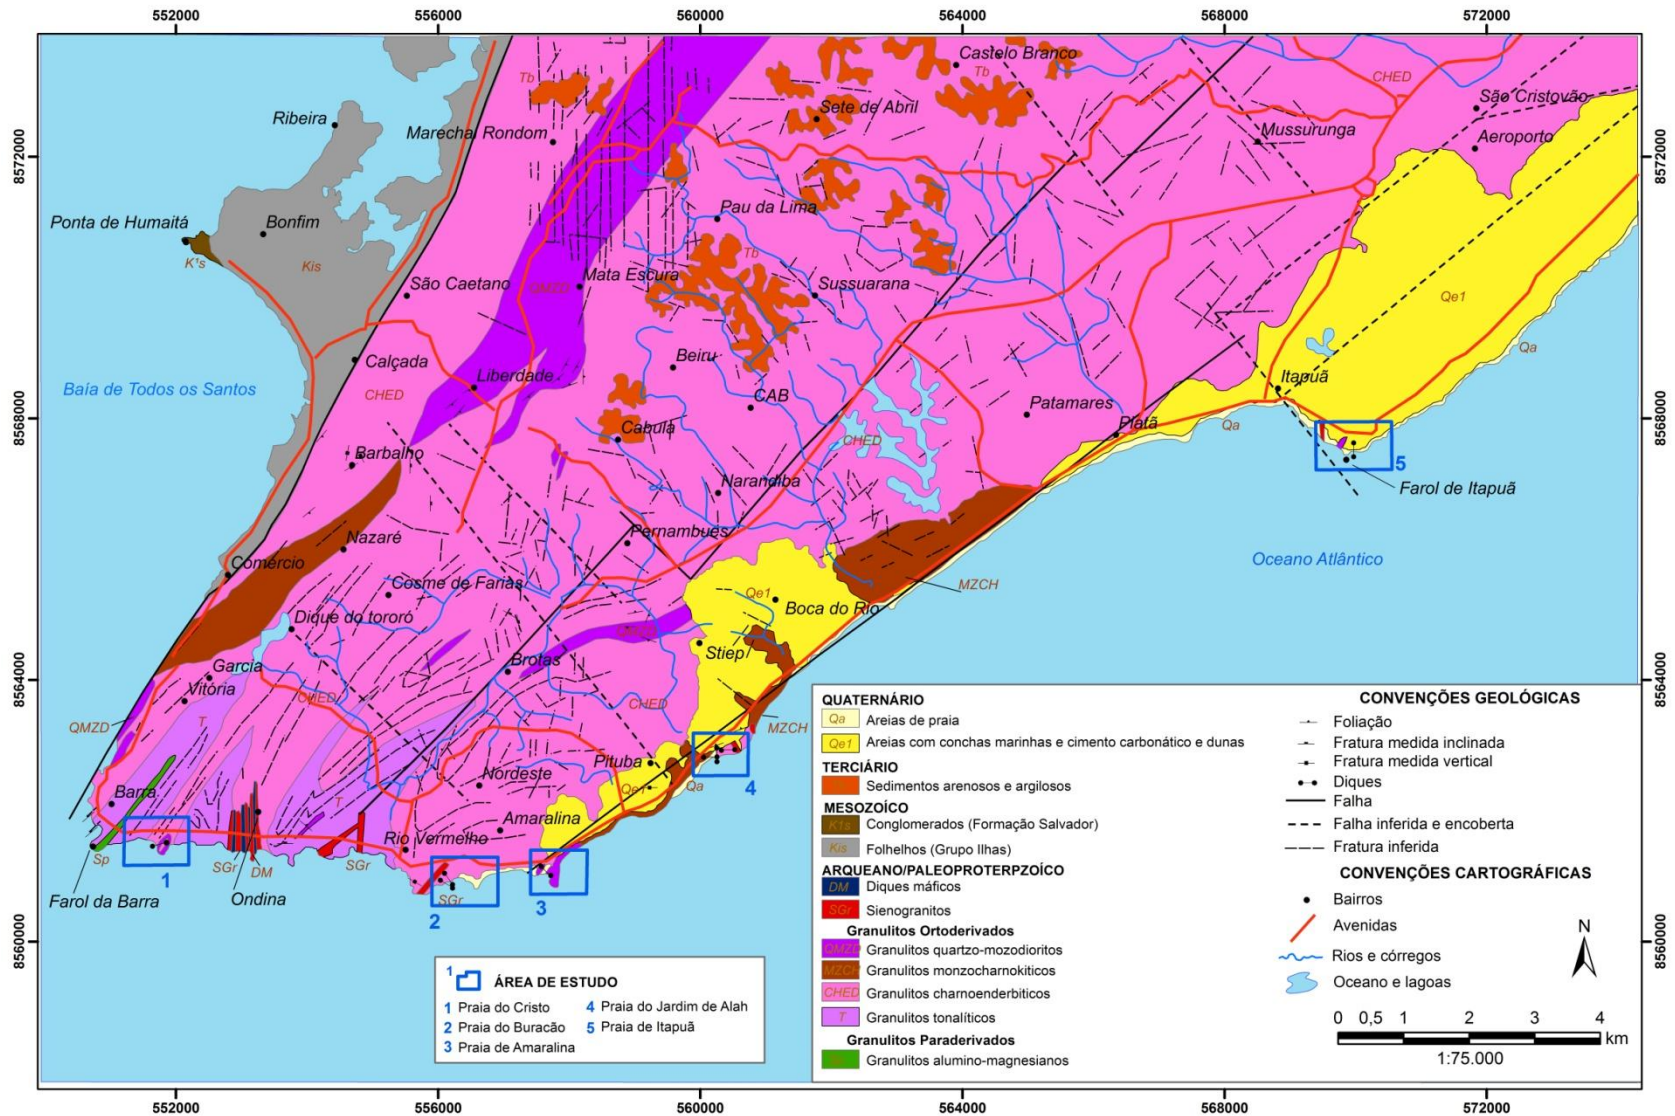 552000
556000
560000
564000
568000
572000
Castelo Branco
CHED
Tb
Tb
São Cristovão
Ribeira
Sete de Abril
Marechal Rondom
Mussurunga
Aeroporto
8572000
8572000
Pau da Lima
Ponta de Humaitá
Bonfim
K¹s
Kis
Tb
Mata Escura
São Caetano
QMZD
Sussuarana
Qe1
Qa
Calçada
Beiru
Baía de Todos os Santos
Liberdade
Itapuã
CHED
CAB
Patamares
8568000
8568000
Cabula
CHED
Platã
Qa
Barbalho
5
Narandiba
Farol de Itapuã
Pernambués
Nazaré
Comércio
Oceano Atlântico
Cosme de Farias
MZCH
Qe1
Boca do Rio
Dique do tororó
QMZD
Stiep
Brotas
Garcia
8564000
8564000
Vitória
CHED
CHED
QMZD
T
MZCH
Pituba
Nordeste
Qe1
Qa
4
Barra
T
Amaralina
Rio Vermelho
Sp
SGr
DM
SGr
1
Farol da Barra
Ondina
SGr
2
3
8560000
8560000
QUATERNÁRIO
Qa Areias de praia
Qe1 Areias com conchas marinhas e cimento carbonático e dunas
TERCIÁRIO
Sedimentos arenosos e argilosos
MESOZOÍCO
K1s Conglomerados (Formação Salvador)
Kis Folhelhos (Grupo Ilhas)
ARQUEANO/PALEOPROTERPZOÍCO
DM Diques máficos
SGr Sienogranitos
Granulitos Ortoderivados
QMZD Granulitos quartzo-mozodioritos
MZCH Granulitos monzocharnokiticos
CHED Granulitos charnoenderbiticos
T Granulitos tonalíticos
Granulitos Paraderivados
Granulitos alumino-magnesianos
CONVENÇÕES GEOLÓGICAS
Foliação
Fratura medida inclinada
Fratura medida vertical
Diques
Falha
Falha inferida e encoberta
Fratura inferida
CONVENÇÕES CARTOGRÁFICAS
Bairros
Avenidas
Rios e córregos
Oceano e lagoas
N
0 0,5 1 2 3 4
km
1:75.000
1 ÁREA DE ESTUDO
1 Praia do Cristo
2 Praia do Buracão
3 Praia de Amaralina
4 Praia do Jardim de Alah
5 Praia de Itapuã
552000
556000
560000
564000
568000
572000